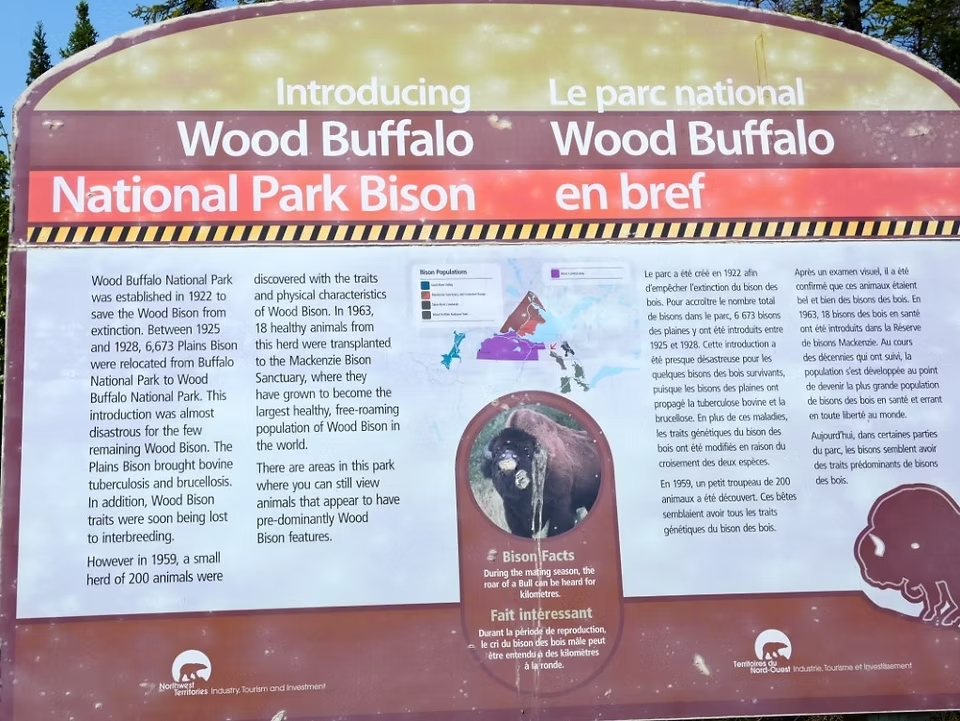 Introducing
Wood Buffalo
National Park Bison
Le parc national
Wood Buffalo
en bref
Wood Buffalo National Park
was established in 1922 to
save the Wood Bison from
extinction. Between 1925
and 1928, 6,673 Plains Bison
were relocated from Buffalo
National Park to Wood
Buffalo National Park. This
introduction was almost
disastrous for the few
remaining Wood Bison. The
Plains Bison brought bovine
tuberculosis and brucellosis.
In addition, Wood Bison
traits were soon being lost
to interbreeding.
However in 1959, a small
herd of 200 animals were
discovered with the traits
and physical characteristics
of Wood Bison. In 1963,
18 healthy animals from
this herd were transplanted
to the Mackenzie Bison
Sanctuary, where they
have grown to become the
largest healthy, free-roaming
population of Wood Bison in
the world.
There are areas in this park
where you can still view
animals that appear to have
pre-dominantly Wood
Bison features.
Bison Populations
Bison Facts
During the mating season, the
roar of a Bull can be heard for
kilometres.
Fait intéressant
Durant la période de reproduction,
le cri du bison des bois mâle peut
être entendu à des kilomètres
à la ronde.
Le parc a été créé en 1922 afin
d'empêcher l'extinction du bison des
bois. Pour accroître le nombre total
de bisons dans le parc, 6 673 bisons
des plaines y ont été introduits entre
1925 et 1928. Cette introduction a
été presque désastreuse pour les
quelques bisons des bois survivants,
puisque les bisons des plaines ont
propagé la tuberculose bovine et la
brucellose. En plus de ces maladies,
les traits génétiques du bison des
bois ont été modifiés en raison du
croisement des deux espèces.
En 1959, un petit troupeau de 200
animaux a été découvert. Ces bêtes
semblaient avoir tous les traits
génétiques du bison des bois.
Après un examen visuel, il a été
confirmé que ces animaux étaient
bel et bien des bisons des bois. En
1963, 18 bisons des bois en santé
ont été introduits dans la Réserve
de bisons Mackenzie. Au cours
des décennies qui ont suivi, la
population s'est développée au point
de devenir la plus grande population
de bisons des bois en santé et errant
en toute liberté au monde.
Aujourd'hui, dans certaines parties
du parc, les bisons semblent avoir
des traits prédominants de bisons
des bois.
Northwest
Territories Industry, Tourism and Investment
Territoires du
Nord-Ouest Industrie, Tourisme et Investissement